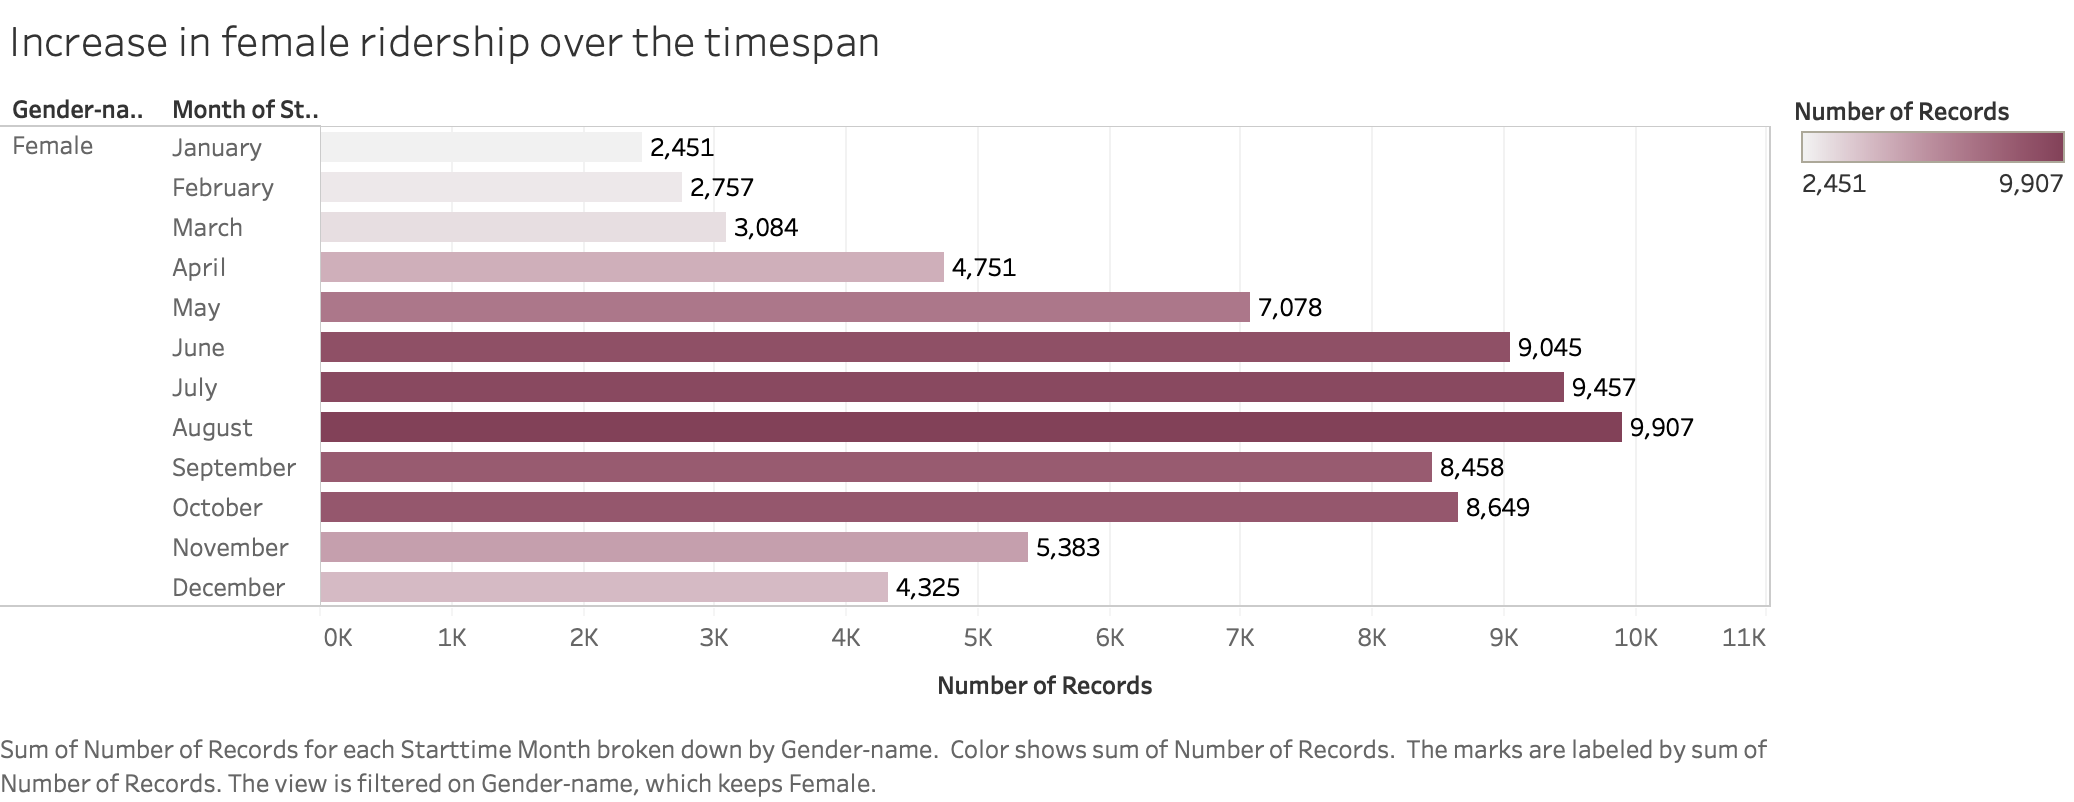 Increase in female ridership over the timespan
Gender-na.. Month of St.. Number of Records
Female January 2,451
February 2,757
2,451 9,907
March 3,084
April 4,751
May 7,078
June 9,045
July 9,457
August 9,907
September 8,458
October 8,649
November 5,383
December 4,325
0K 1K 2K 3K 4K 5K 6K 7K 8K 9K 10K 11K
Number of Records
Sum of Number of Records for each Starttime Month broken down by Gender-name.  Color shows sum of Number of Records.  The marks are labeled by sum of
Number of Records. The view is filtered on Gender-name, which keeps Female.